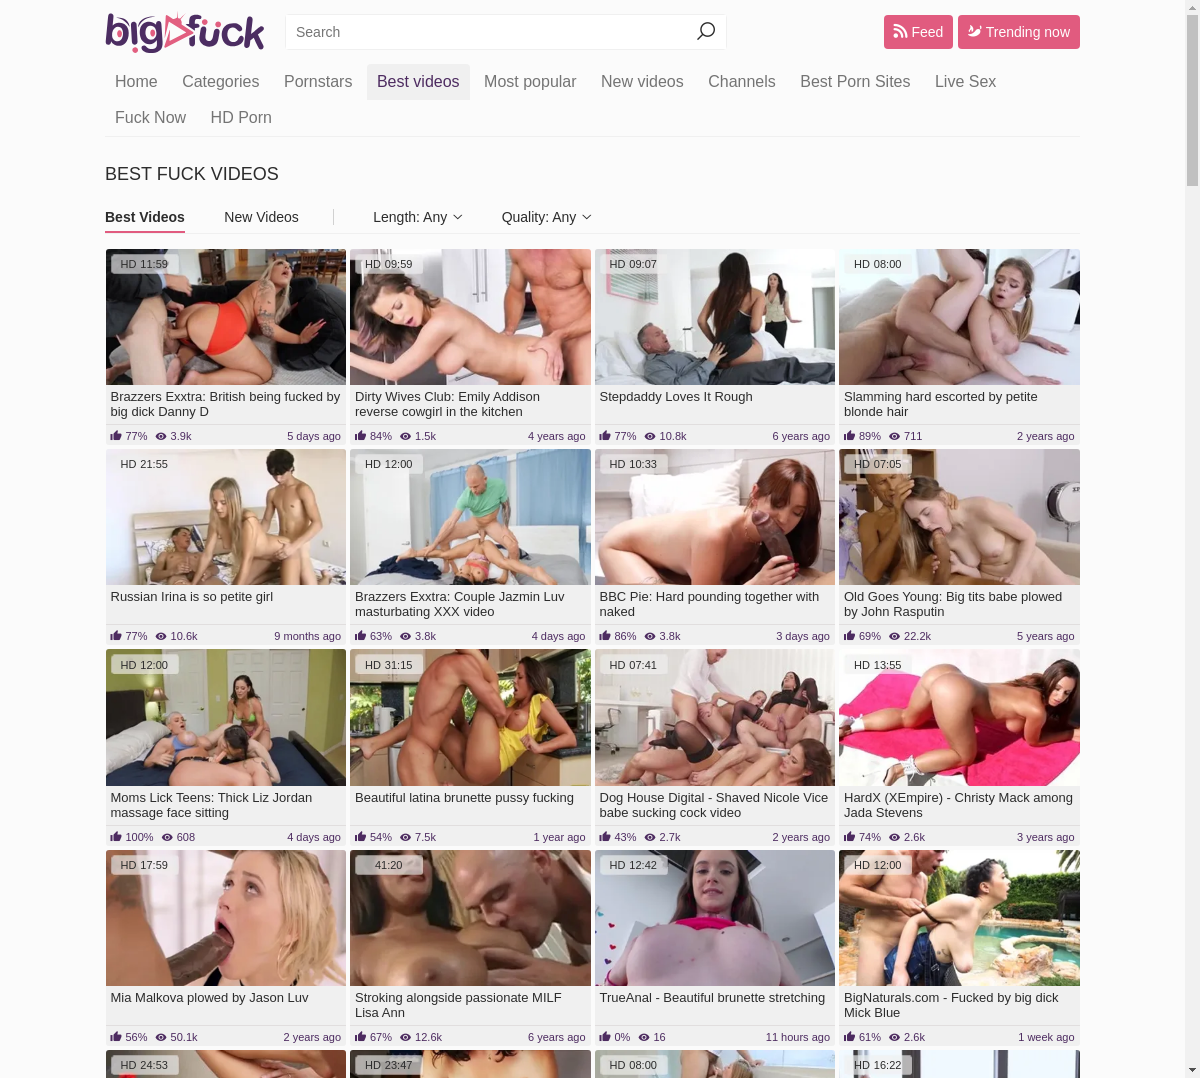 bigfuck
Search
Feed
Trending now
Home Categories Pornstars Best videos Most popular New videos Channels Best Porn Sites Live Sex
Fuck Now HD Porn
BEST FUCK VIDEOS
Best Videos New Videos Length: Any Quality: Any
HD 11:59
HD 09:59
HD 09:07
HD 08:00
Brazzers Exxtra: British being fucked by
big dick Danny D
77% 3.9k 5 days ago
Dirty Wives Club: Emily Addison
reverse cowgirl in the kitchen
84% 1.5k 4 years ago
Stepdaddy Loves It Rough
77% 10.8k 6 years ago
Slamming hard escorted by petite
blonde hair
89% 711 2 years ago
HD 21:55
HD 12:00
HD 10:33
HD 07:05
Russian Irina is so petite girl
77% 10.6k 9 months ago
Brazzers Exxtra: Couple Jazmin Luv
masturbating XXX video
63% 3.8k 4 days ago
BBC Pie: Hard pounding together with
naked
86% 3.8k 3 days ago
Old Goes Young: Big tits babe plowed
by John Rasputin
69% 22.2k 5 years ago
HD 12:00
HD 31:15
HD 07:41
HD 13:55
Moms Lick Teens: Thick Liz Jordan
massage face sitting
100% 608 4 days ago
Beautiful latina brunette pussy fucking
54% 7.5k 1 year ago
Dog House Digital - Shaved Nicole Vice
babe sucking cock video
43% 2.7k 2 years ago
HardX (XEmpire) - Christy Mack among
Jada Stevens
74% 2.6k 3 years ago
HD 17:59
41:20
HD 12:42
HD 12:00
Mia Malkova plowed by Jason Luv
56% 50.1k 2 years ago
Stroking alongside passionate MILF
Lisa Ann
67% 12.6k 6 years ago
TrueAnal - Beautiful brunette stretching
0% 16 11 hours ago
BigNaturals.com - Fucked by big dick
Mick Blue
61% 2.6k 1 week ago
HD 24:53
HD 23:47
HD 08:00
HD 16:22